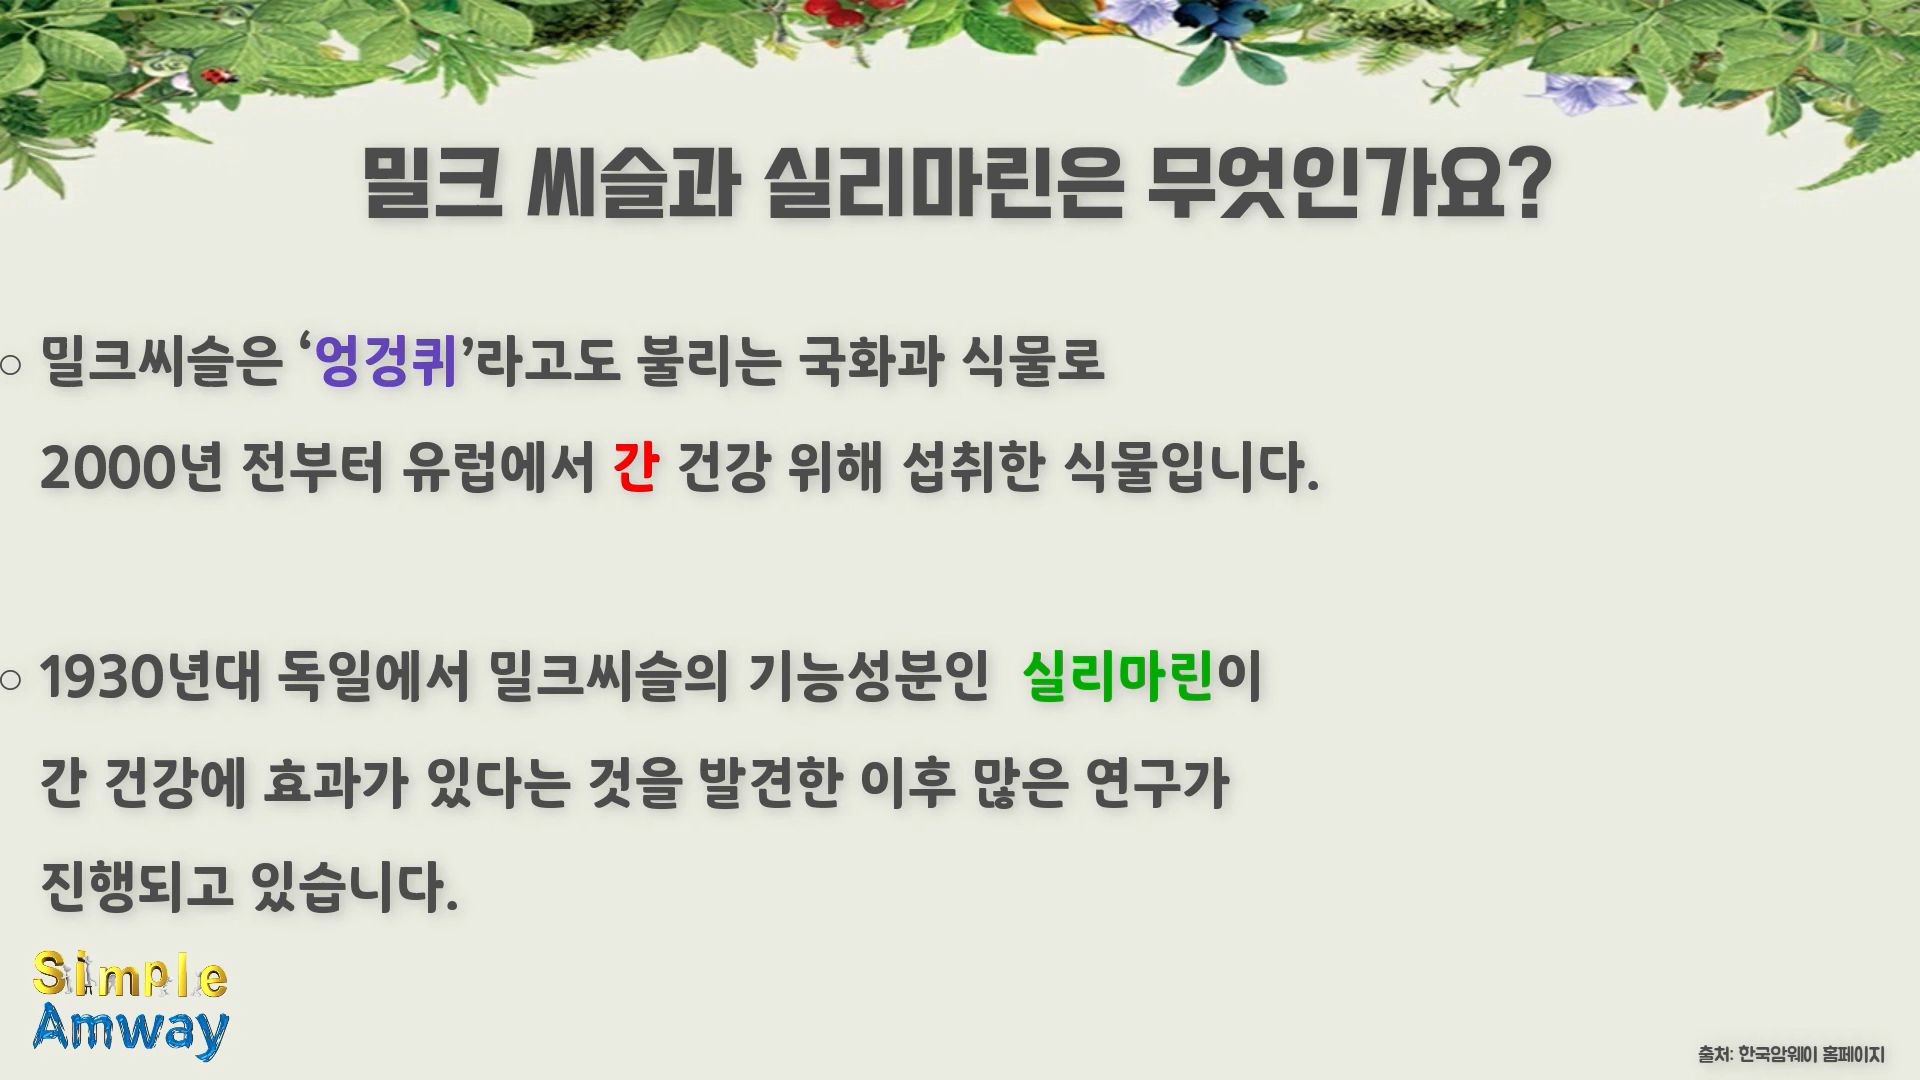 밀크 씨슬과 실리마린은 무엇인가요?
○ 밀크씨슬은 ‘엉겅퀴’라고도 불리는 국화과 식물로
2000년 전부터 유럽에서 간 건강 위해 섭취한 식물입니다.
○ 1930년대 독일에서 밀크씨슬의 기능성분인 실리마린이
간 건강에 효과가 있다는 것을 발견한 이후 많은 연구가
진행되고 있습니다.
Simple
Amway
출처: 한국암웨이 홈페이지